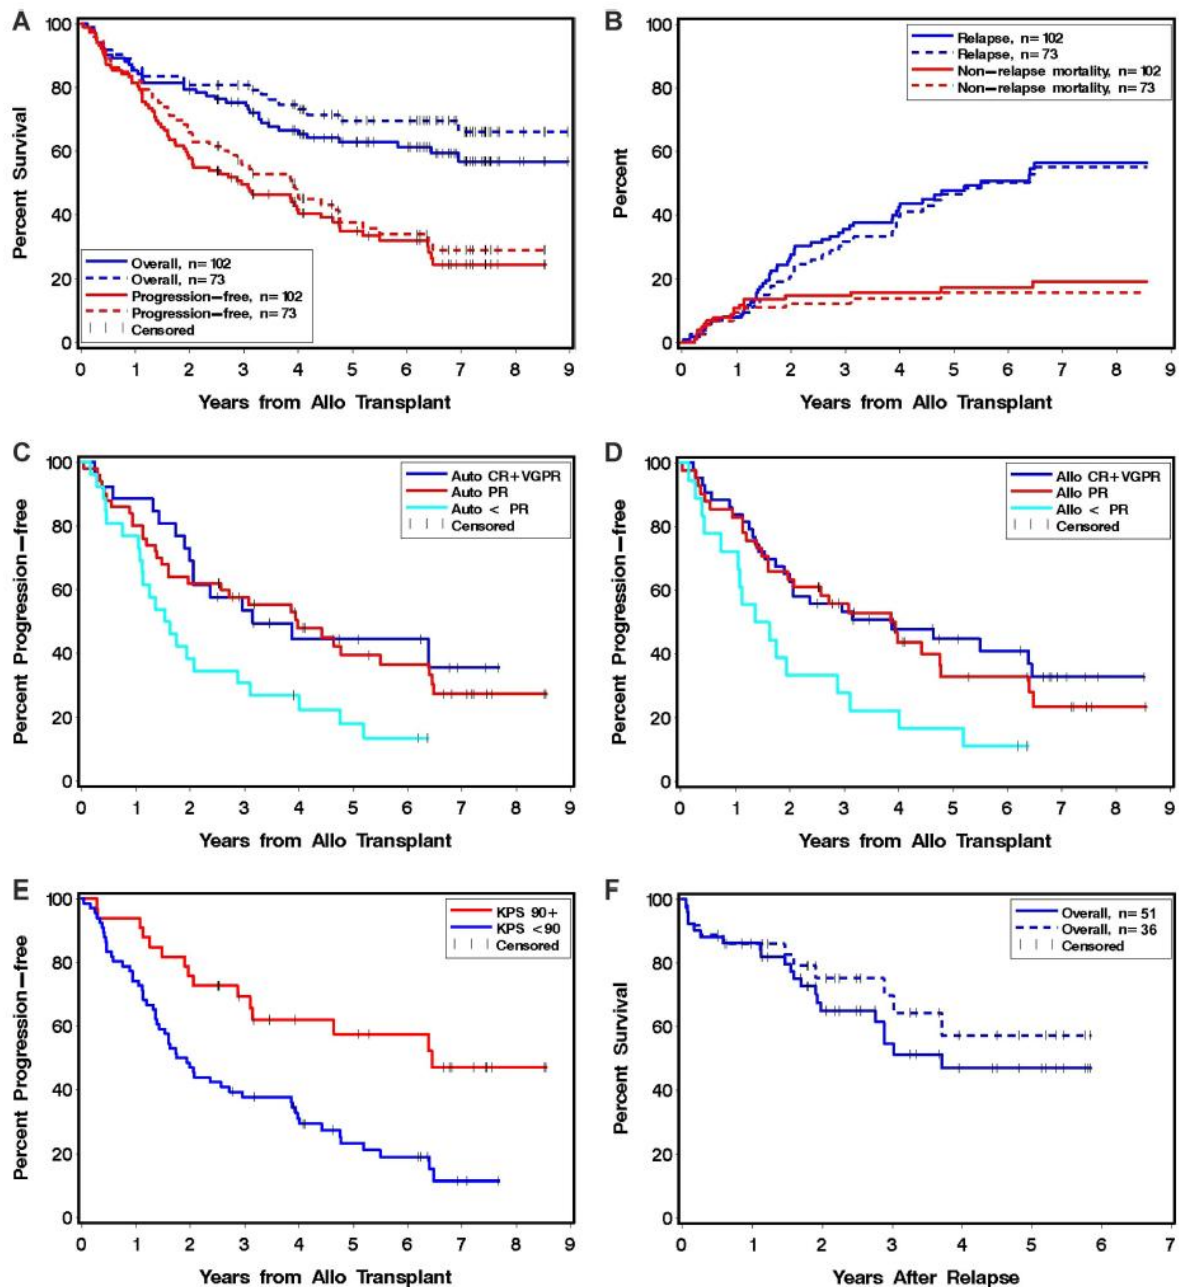 A
100
80
60
40
20
0
Percent Survival
Overall, n=102
Overall, n=73
Progression-free, n=102
Progression-free, n=73
Censored
0 1 2 3 4 5 6 7 8 9
Years from Allo Transplant
B
100
80
60
40
20
0
Percent
Relapse, n=102
Relapse, n=73
Non-relapse mortality, n=102
Non-relapse mortality, n=73
0 1 2 3 4 5 6 7 8 9
Years from Allo Transplant
C
100
80
60
40
20
0
Percent Progression-free
Auto CR+VGPR
Auto PR
Auto < PR
Censored
0 1 2 3 4 5 6 7 8 9
Years from Allo Transplant
D
100
80
60
40
20
0
Percent Progression-free
Allo CR+VGPR
Allo PR
Allo < PR
Censored
0 1 2 3 4 5 6 7 8 9
Years from Allo Transplant
E
100
80
60
40
20
0
Percent Progression-free
KPS 90+
KPS <90
Censored
0 1 2 3 4 5 6 7 8 9
Years from Allo Transplant
F
100
80
60
40
20
0
Percent Survival
Overall, n=51
Overall, n=36
Censored
0 1 2 3 4 5 6 7
Years After Relapse